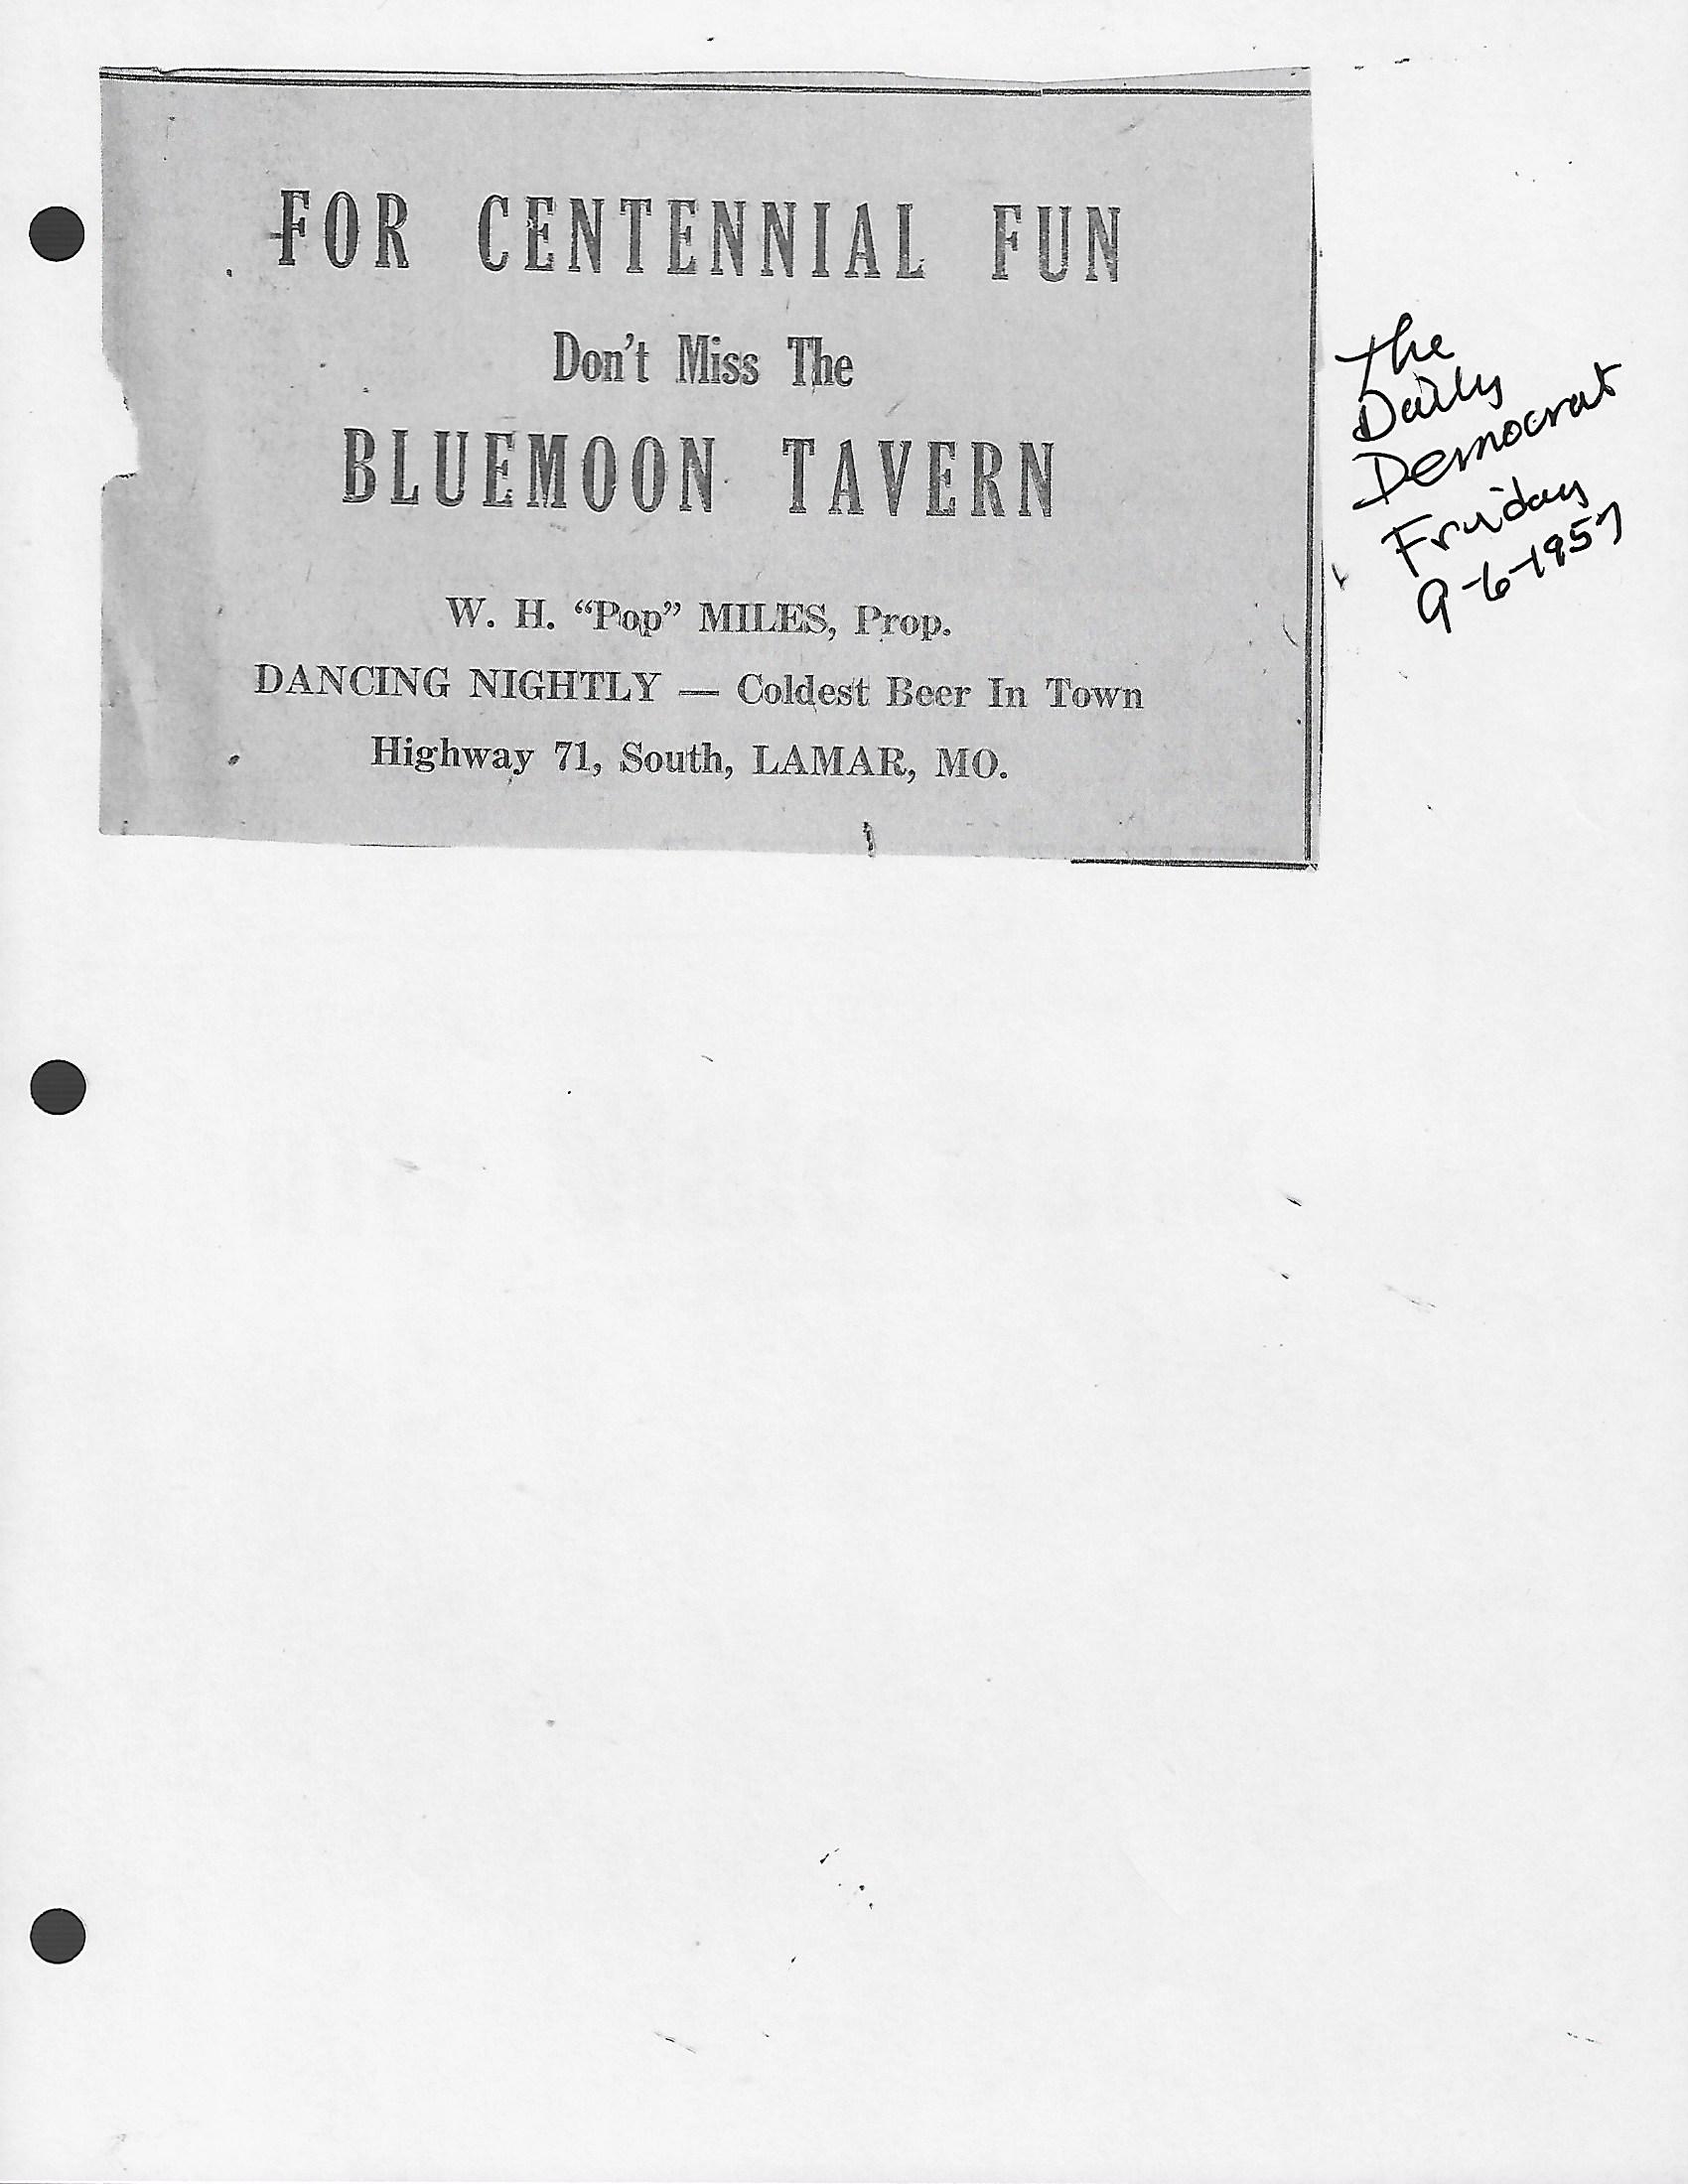 FOR CENTENNIAL FUN
Don't Miss The
BLUEMOON TAVERN
W. H. “Pop” MILES, Prop.
DANCING NIGHTLY — Coldest Beer In Town
Highway 71, South, LAMAR, MO.
The
Daily
Democrat
Friday
9-6-1957